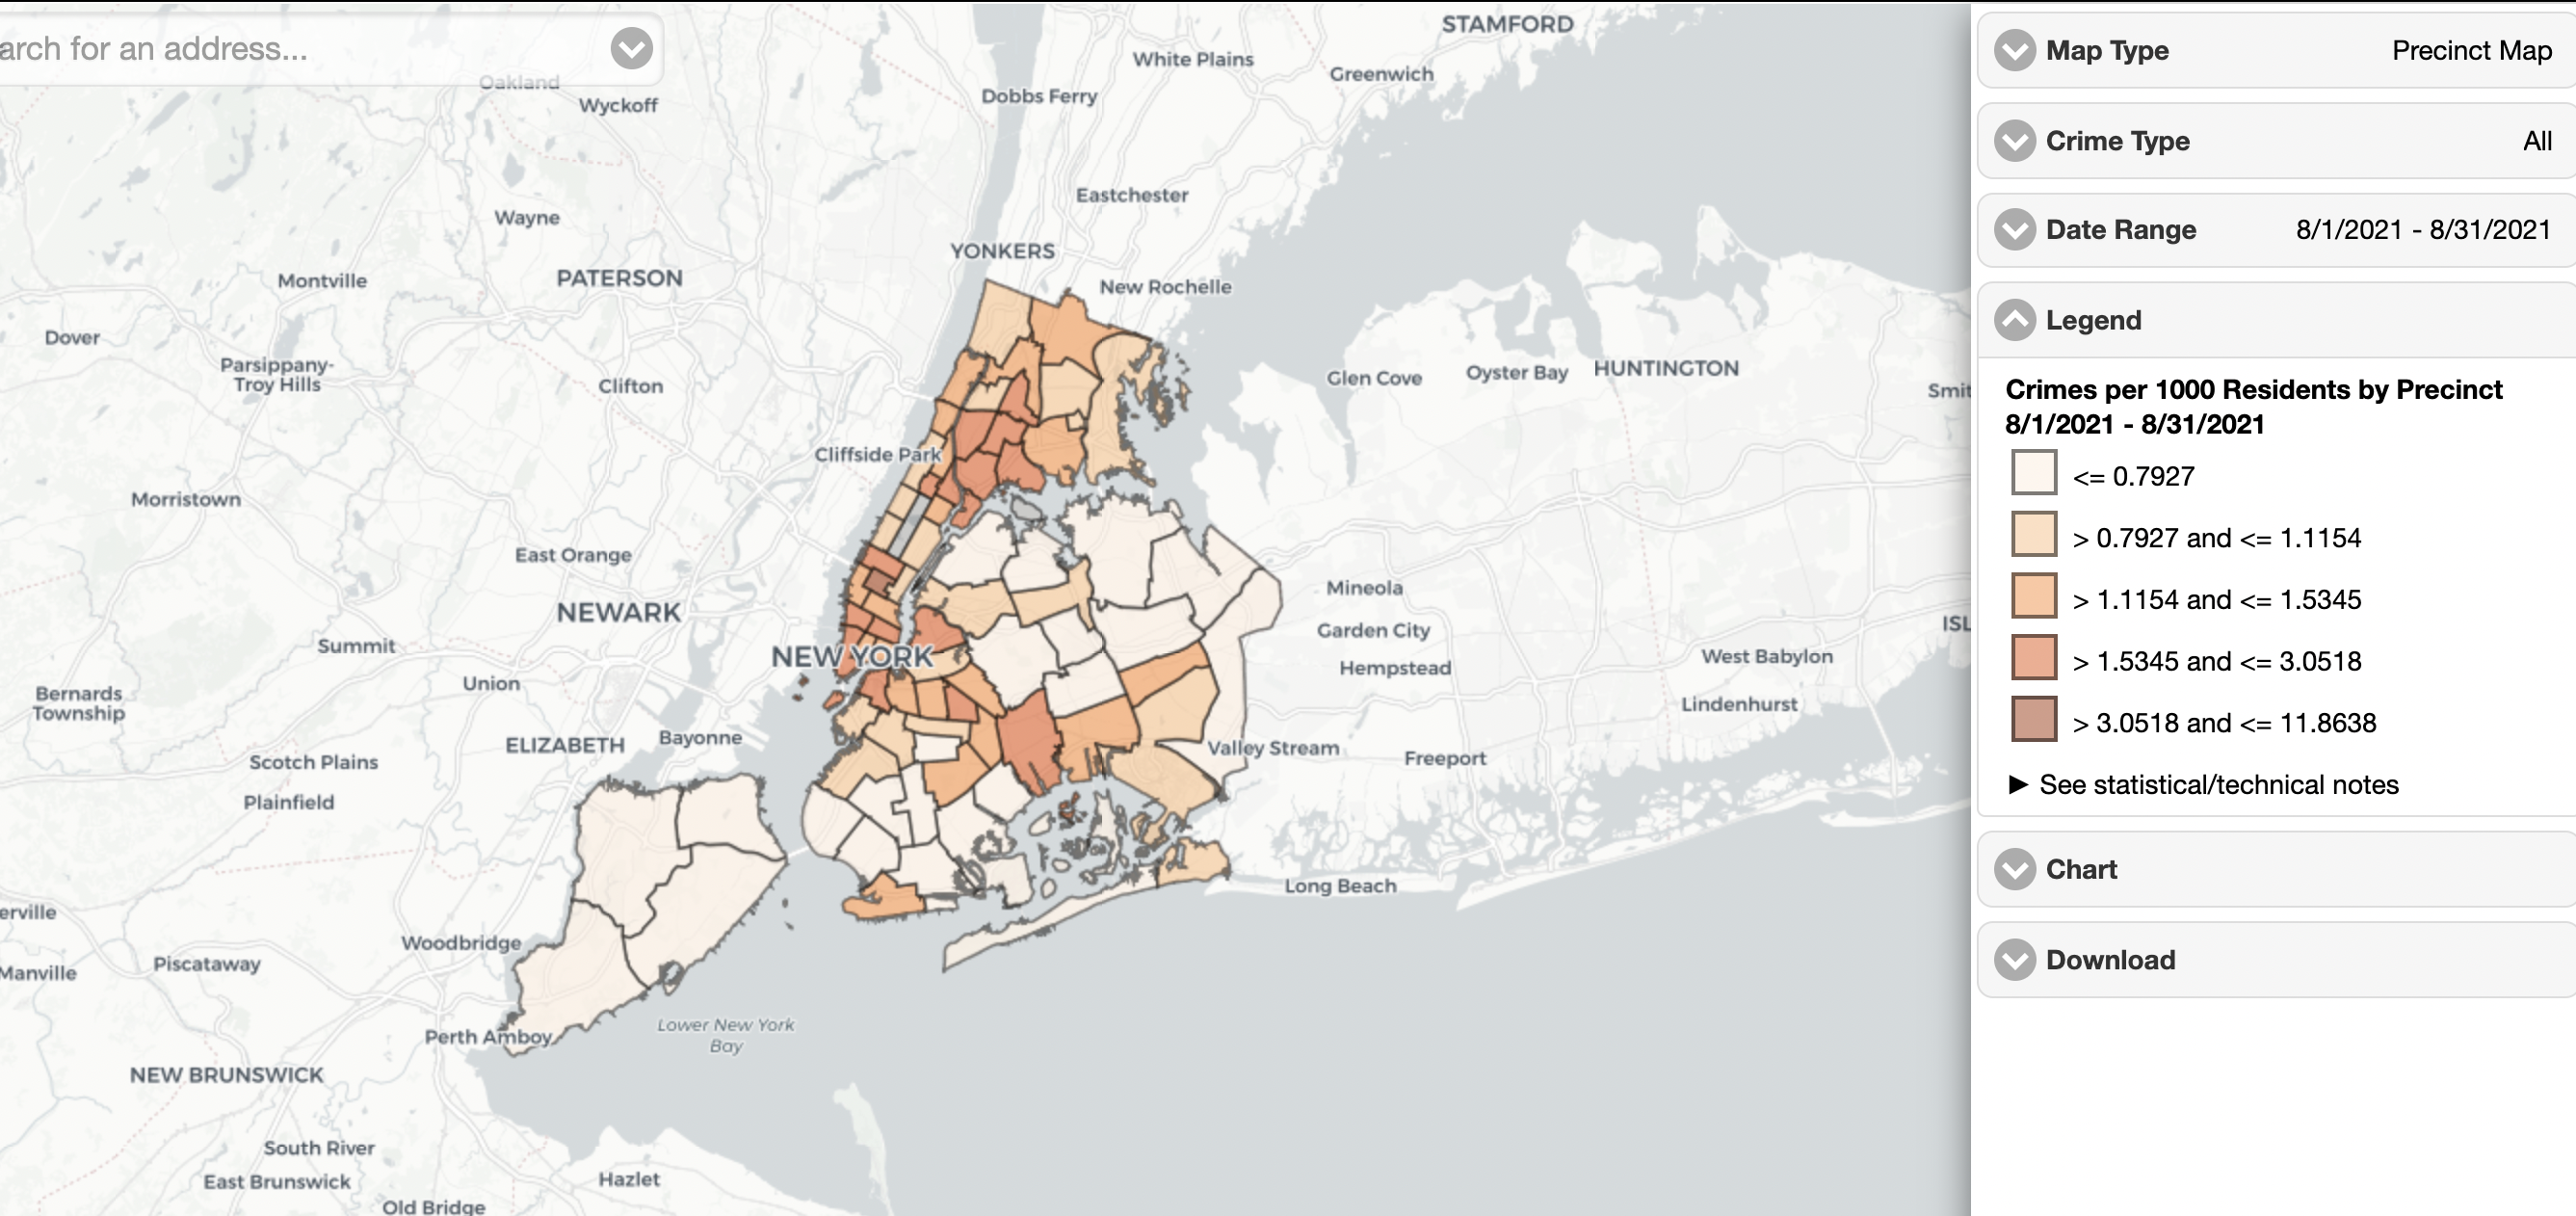 arch for an address...
STAMFORD
White Plains
Greenwich
Oakland
Wyckoff
Dobbs Ferry
Eastchester
Wayne
YONKERS
Montville
PATERSON
New Rochelle
Dover
Parsippany-
Troy Hills
Clifton
Glen Cove
Oyster Bay
HUNTINGTON
Smit
Cliffside Park
Morristown
East Orange
Mineola
NEWARK
Garden City
ISL
Summit
NEW YORK
Hempstead
West Babylon
Union
Bernards
Township
Lindenhurst
ELIZABETH
Bayonne
Valley Stream
Freeport
Scotch Plains
Plainfield
Long Beach
erville
Woodbridge
Manville
Piscataway
Perth Amboy
Lower New York
Bay
NEW BRUNSWICK
South River
East Brunswick
Hazlet
Old Bridge
Map Type Precinct Map
Crime Type All
Date Range 8/1/2021 - 8/31/2021
Legend
Crimes per 1000 Residents by Precinct
8/1/2021 - 8/31/2021
<= 0.7927
> 0.7927 and <= 1.1154
> 1.1154 and <= 1.5345
> 1.5345 and <= 3.0518
> 3.0518 and <= 11.8638
► See statistical/technical notes
Chart
Download